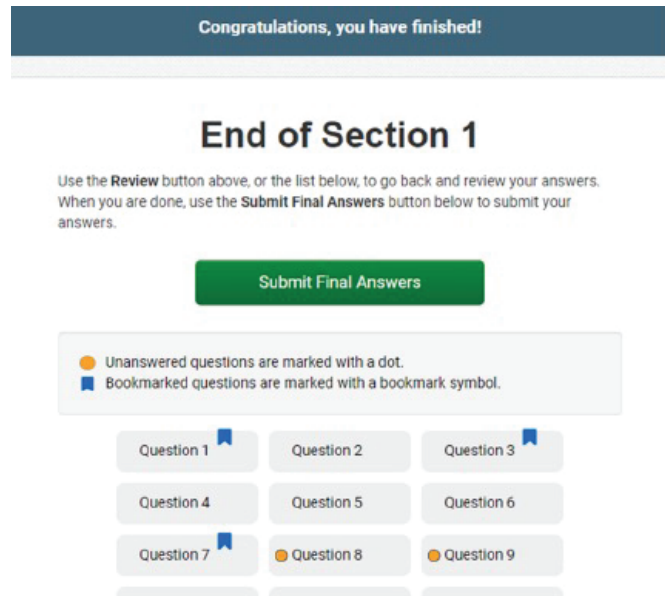 Congratulations, you have finished!
End of Section 1
Use the Review button above, or the list below, to go back and review your answers.
When you are done, use the Submit Final Answers button below to submit your
answers.
Submit Final Answers
Unanswered questions are marked with a dot.
Bookmarked questions are marked with a bookmark symbol.
Question 1
Question 2
Question 3
Question 4
Question 5
Question 6
Question 7
Question 8
Question 9